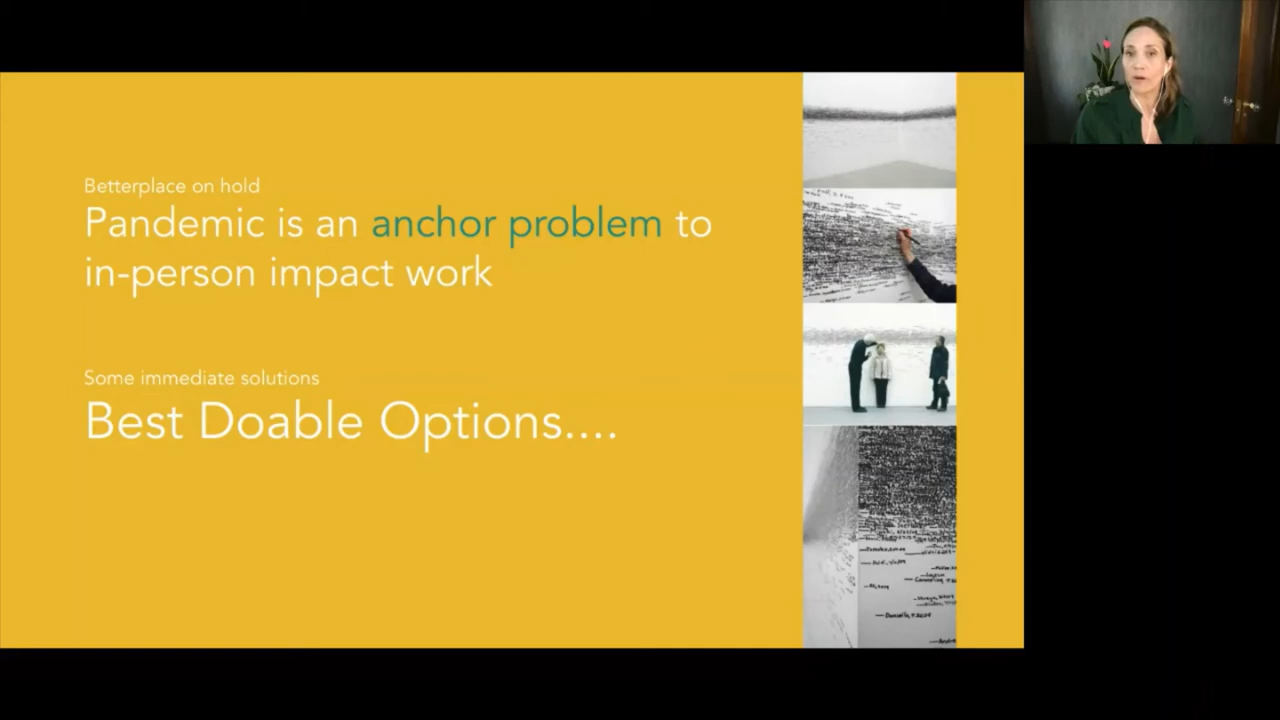 Betterplace on hold
Pandemic is an anchor problem to
in-person impact work
Some immediate solutions
Best Doable Options....